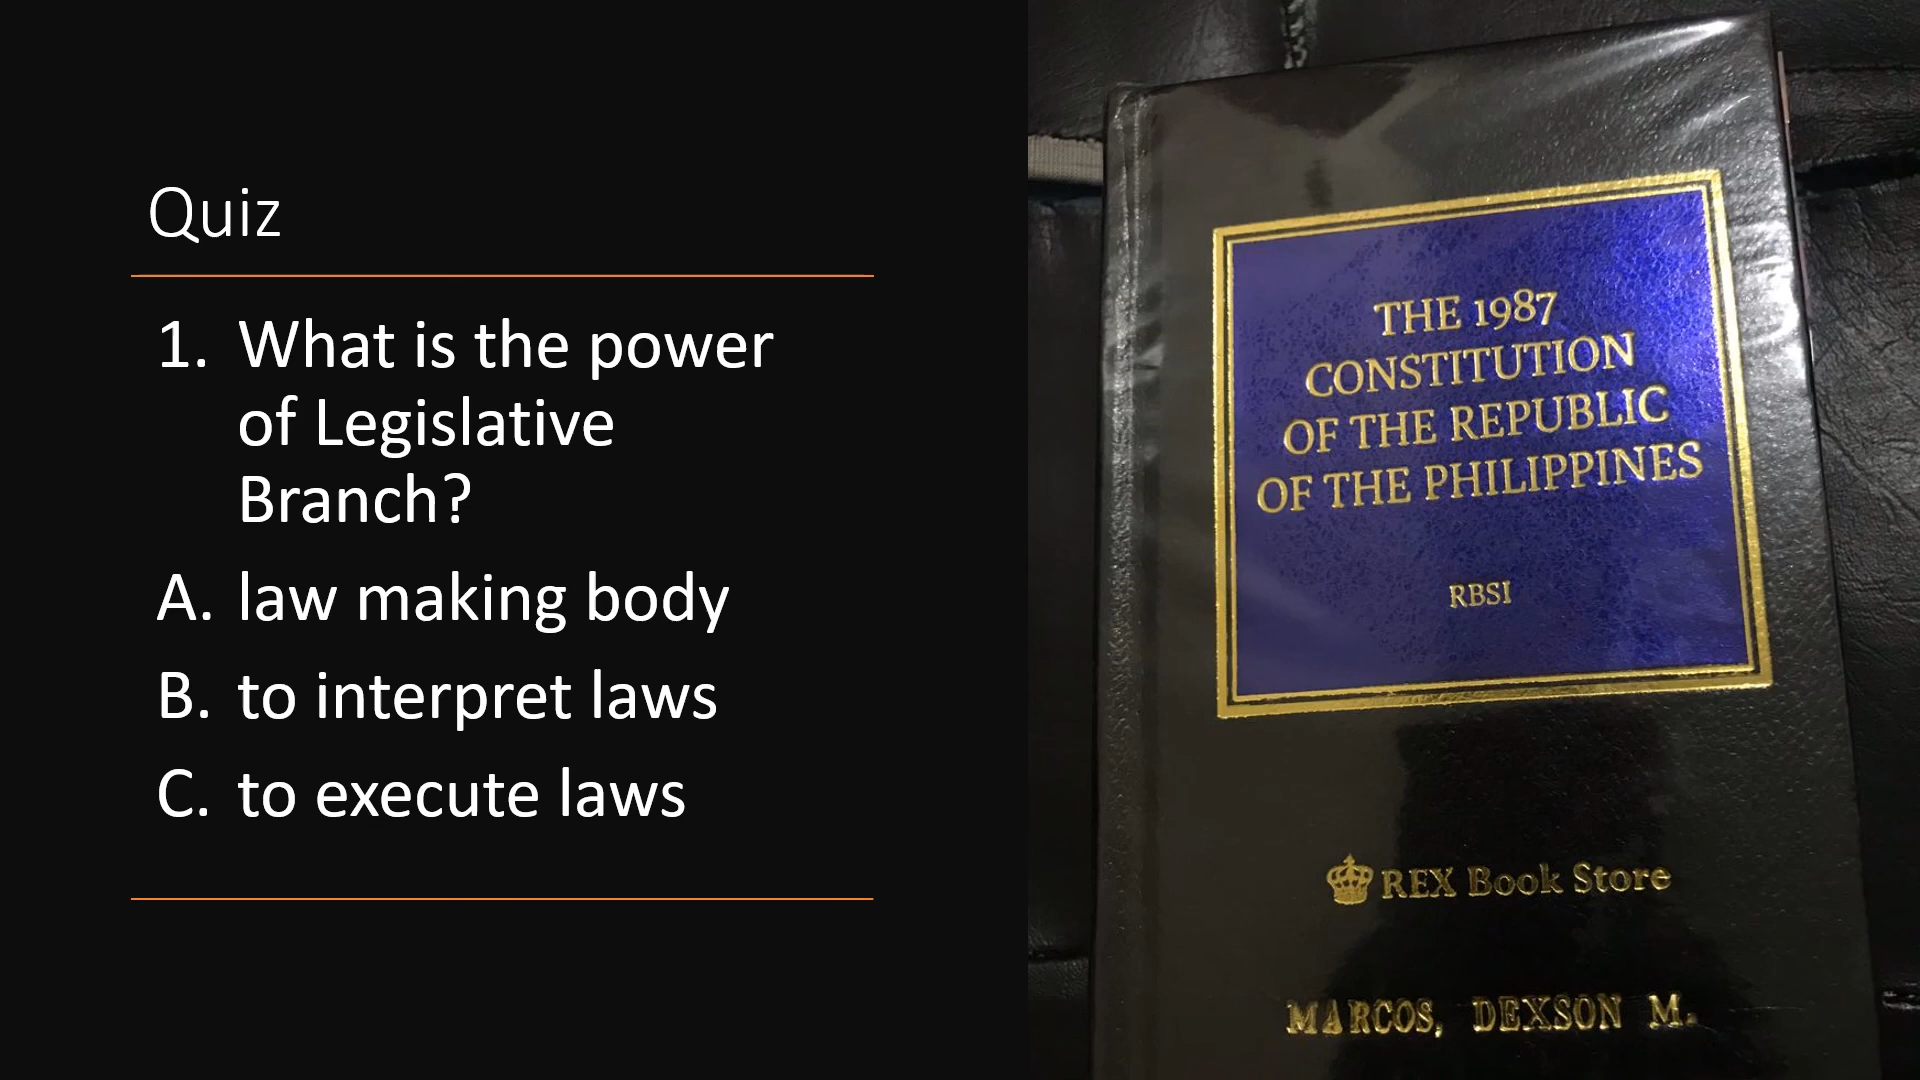 Quiz
1. What is the power
of Legislative
Branch?
A. law making body
B. to interpret laws
C. to execute laws
THE 1987
CONSTITUTION
OF THE REPUBLIC
OF THE PHILIPPINES
RBSI
REX Book Store
MARCOS, DEXSON M.